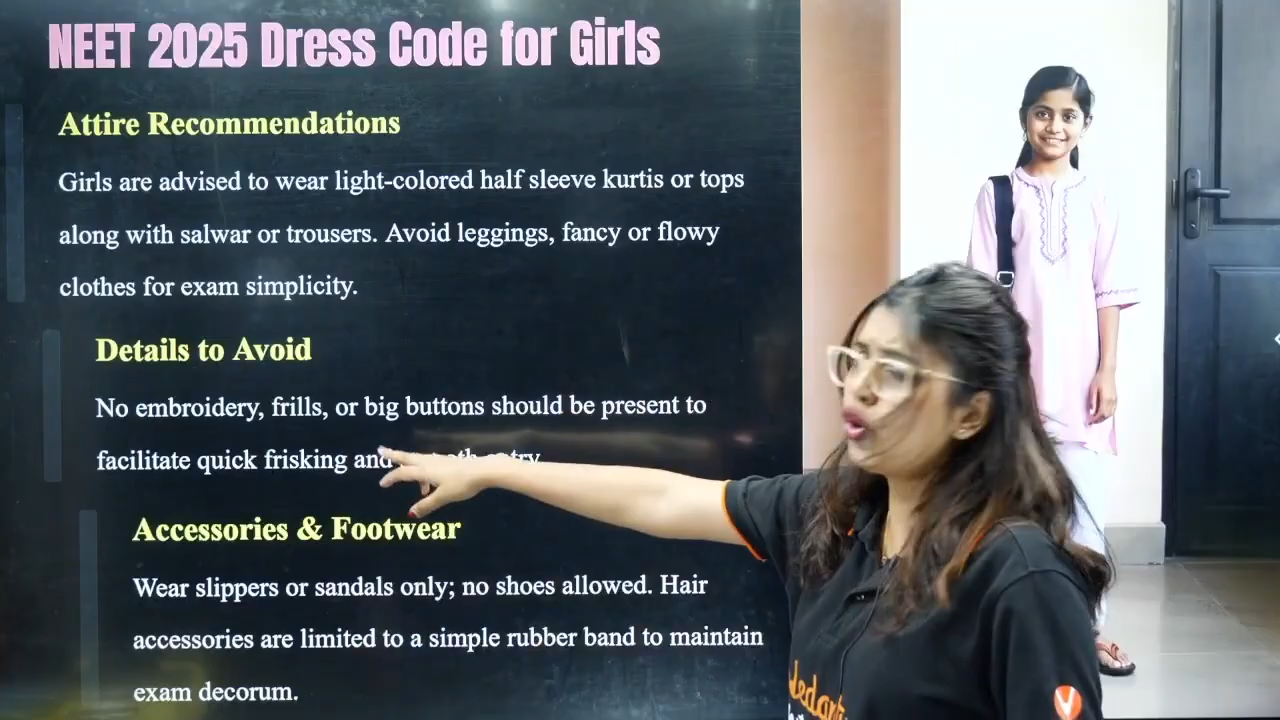 NEET 2025 Dress Code for Girls
Attire Recommendations
Girls are advised to wear light-colored half sleeve kurtis or tops
along with salwar or trousers. Avoid leggings, fancy or flowy
clothes for exam simplicity.
Details to Avoid
No embroidery, frills, or big buttons should be present to
facilitate quick frisking and
Accessories & Footwear
Wear slippers or sandals only; no shoes allowed. Hair
accessories are limited to a simple rubber band to maintain
exam decorum.